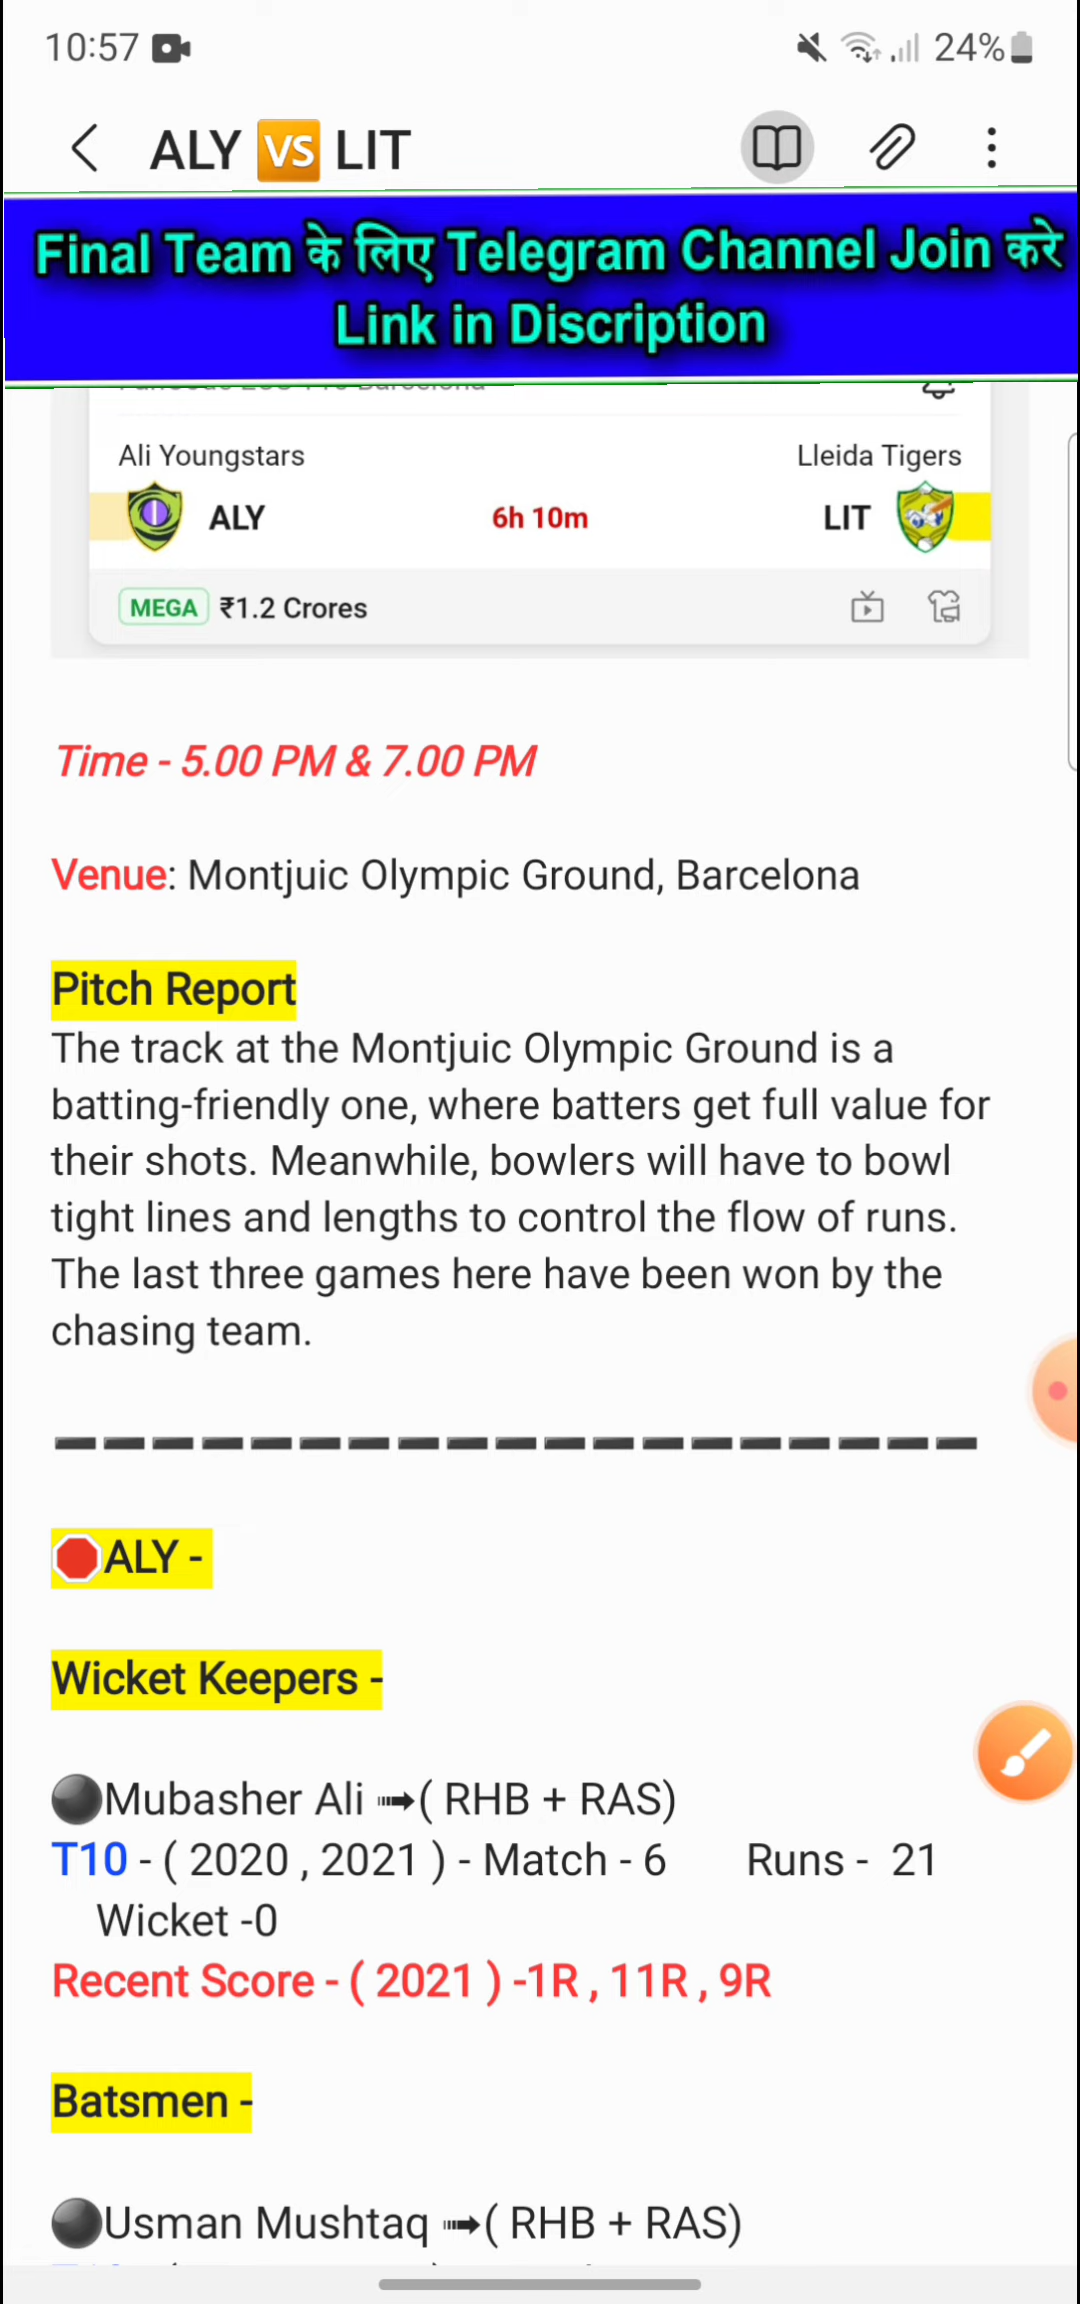 10:57 24%
ALY VS LIT
Final Team के लिए Telegram Channel Join करे
Link in Discription
Ali Youngstars Lleida Tigers
ALY 6h 10m LIT
MEGA ₹1.2 Crores
Time - 5.00 PM & 7.00 PM
Venue: Montjuic Olympic Ground, Barcelona
Pitch Report
The track at the Montjuic Olympic Ground is a
batting-friendly one, where batters get full value for
their shots. Meanwhile, bowlers will have to bowl
tight lines and lengths to control the flow of runs.
The last three games here have been won by the
chasing team.
ALY -
Wicket Keepers -
Mubasher Ali ➟( RHB + RAS)
T10 - ( 2020 , 2021 ) - Match - 6 Runs - 21
Wicket -0
Recent Score - ( 2021 ) -1R , 11R , 9R
Batsmen -
Usman Mushtaq ➟( RHB + RAS)